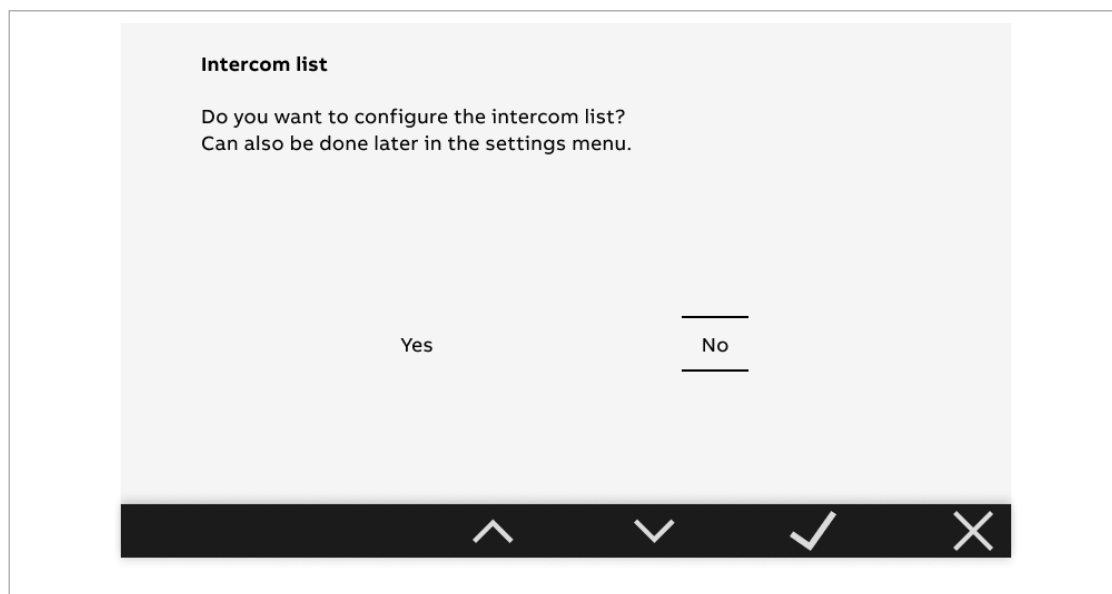 Intercom list
Do you want to configure the intercom list?
Can also be done later in the settings menu.
Yes No